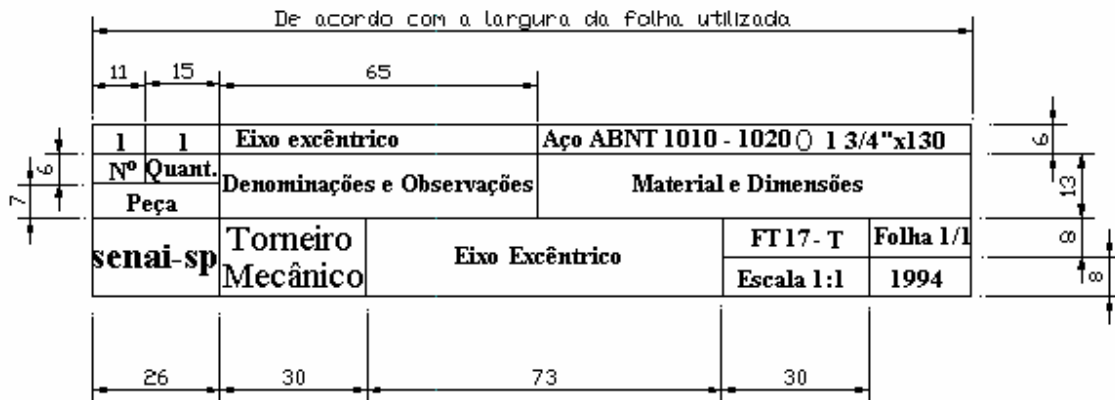 De acordo com a largura da folha utilizada
11 15 65
1 1 Eixo excêntrico Aço ABNT 1010 - 1020 1 3/4"x130
6
6
Nº Quant. Denominações e Observações Material e Dimensões
13
7
Peça
senai-sp Torneiro Mecânico Eixo Excêntrico FT 17 - T Folha 1/1
8
Escala 1:1 1994
8
26 30 73 30